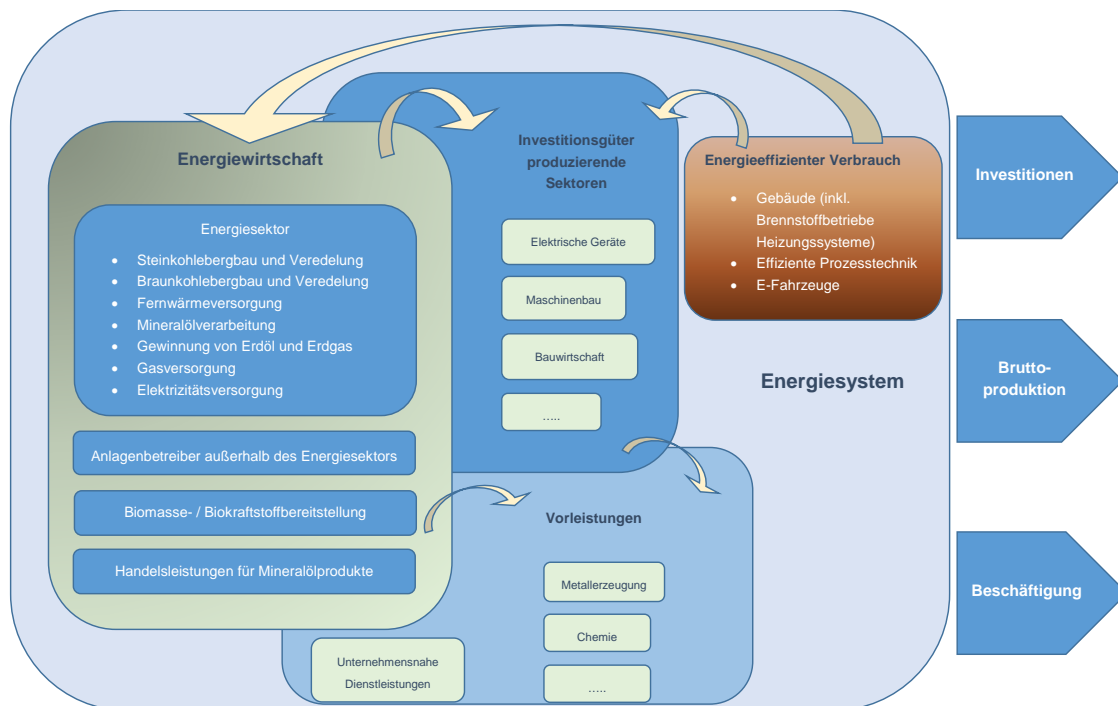 Energiewirtschaft
Energiesektor
• Steinkohlebergbau und Veredelung
• Braunkohlebergbau und Veredelung
• Fernwärmeversorgung
• Mineralölverarbeitung
• Gewinnung von Erdöl und Erdgas
• Gasversorgung
• Elektrizitätsversorgung
Anlagenbetreiber außerhalb des Energiesektors
Biomasse- / Biokraftstoffbereitstellung
Handelsleistungen für Mineralölprodukte
Investitionsgüter
produzierende
Sektoren
Elektrische Geräte
Maschinenbau
Bauwirtschaft
.....
Energieeffizienter Verbrauch
• Gebäude (inkl.
Brennstoffbetriebe
Heizungssysteme)
• Effiziente Prozesstechnik
• E-Fahrzeuge
Energiesystem
Vorleistungen
Metallerzeugung
Chemie
.....
Unternehmensnahe
Dienstleistungen
Investitionen
Brutto-
produktion
Beschäftigung